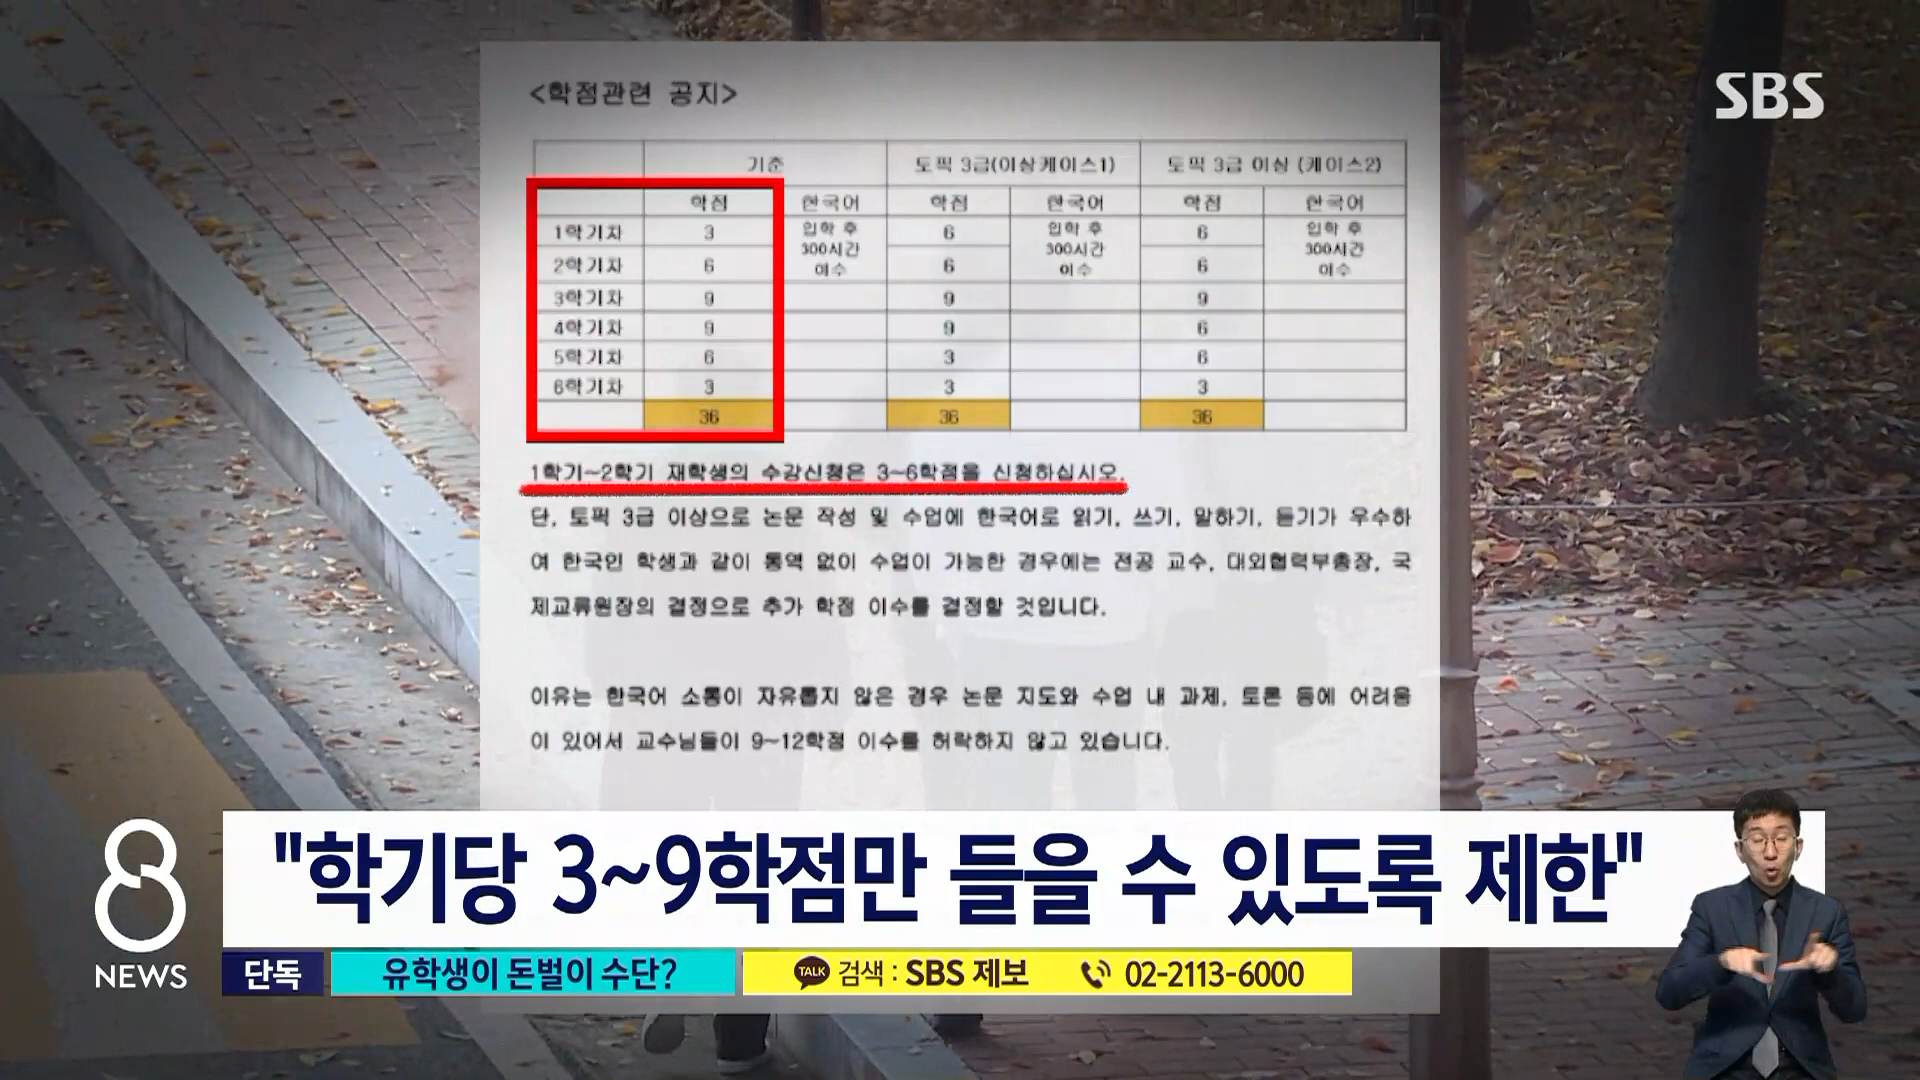 SBS
<학점관련 공지>
기준 토픽 3급(이상케이스1) 토픽 3급 이상 (케이스2)
학점 한국어 학점 한국어 학점 한국어
1학기차 3 입학 후 300시간 이수 6 입학 후 300시간 이수 6 입학 후 300시간 이수
2학기차 6 6 6
3학기차 9 9 9
4학기차 9 9 6
5학기차 6 3 6
6학기차 3 3 3
36 36 36
1학기~2학기 재학생의 수강신청은 3~6학점을 신청하십시오.
단, 토픽 3급 이상으로 논문 작성 및 수업에 한국어로 읽기, 쓰기, 말하기, 듣기가 우수하
여 한국인 학생과 같이 통역 없이 수업이 가능한 경우에는 전공 교수, 대외협력부총장, 국
제교류원장의 결정으로 추가 학점 이수를 결정할 것입니다.
이유는 한국어 소통이 자유롭지 않은 경우 논문 지도와 수업 내 과제, 토론 등에 어려움
이 있어서 교수님들이 9~12학점 이수를 허락하지 않고 있습니다.
8 NEWS
"학기당 3~9학점만 들을 수 있도록 제한"
단독 유학생이 돈벌이 수단? TALK 검색 : SBS 제보 02-2113-6000